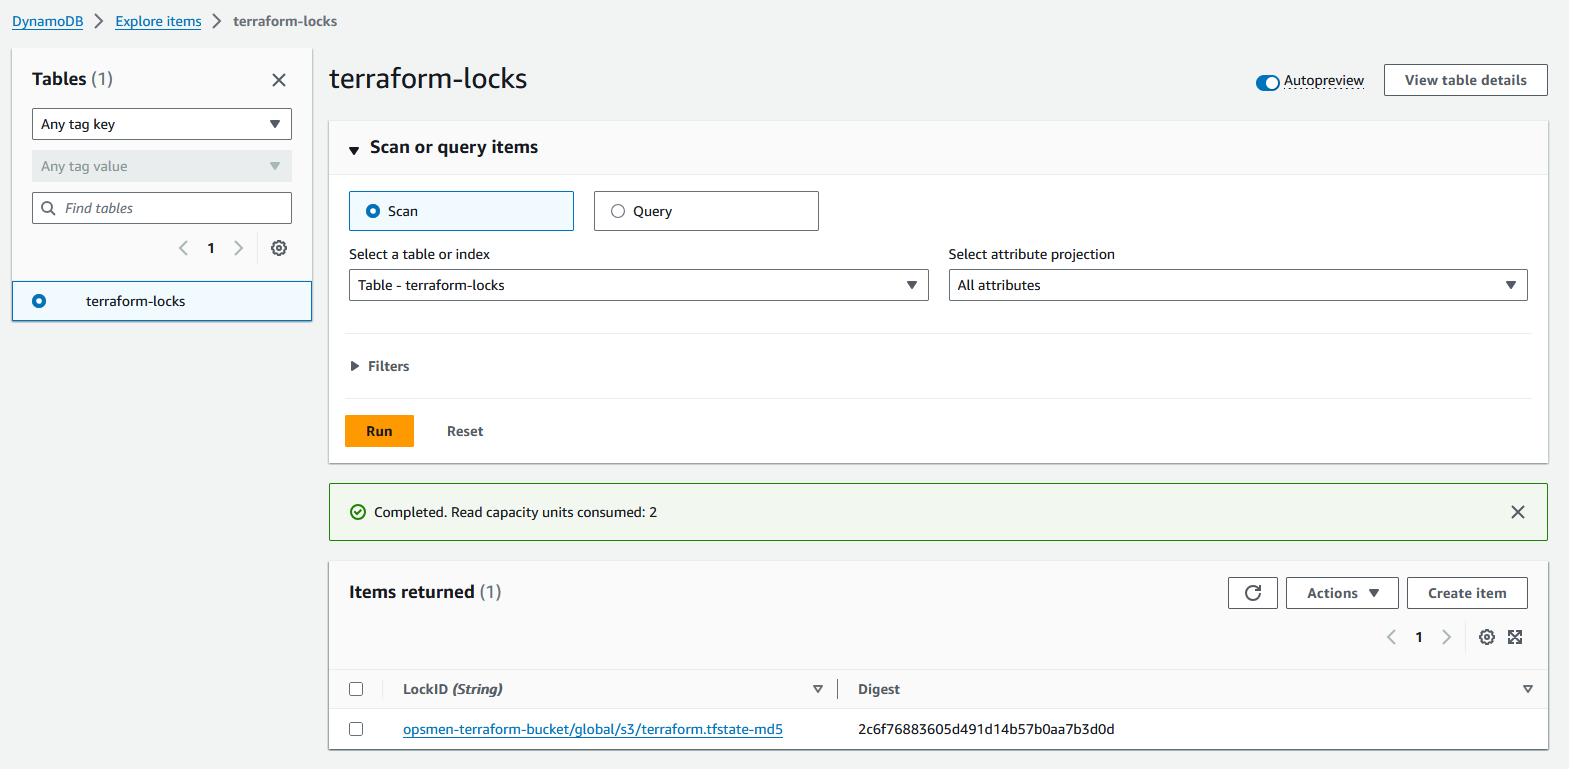 DynamoDB > Explore items > terraform-locks
Tables (1)
Any tag key
Any tag value
Find tables
1
terraform-locks
terraform-locks
Autopreview
View table details
Scan or query items
Scan
Query
Select a table or index
Select attribute projection
Table - terraform-locks
All attributes
Filters
Run
Reset
Completed. Read capacity units consumed: 2
Items returned (1)
Actions
Create item
1
LockID (String)
Digest
opsmen-terraform-bucket/global/s3/terraform.tfstate-md5
2c6f76883605d491d14b57b0aa7b3d0d